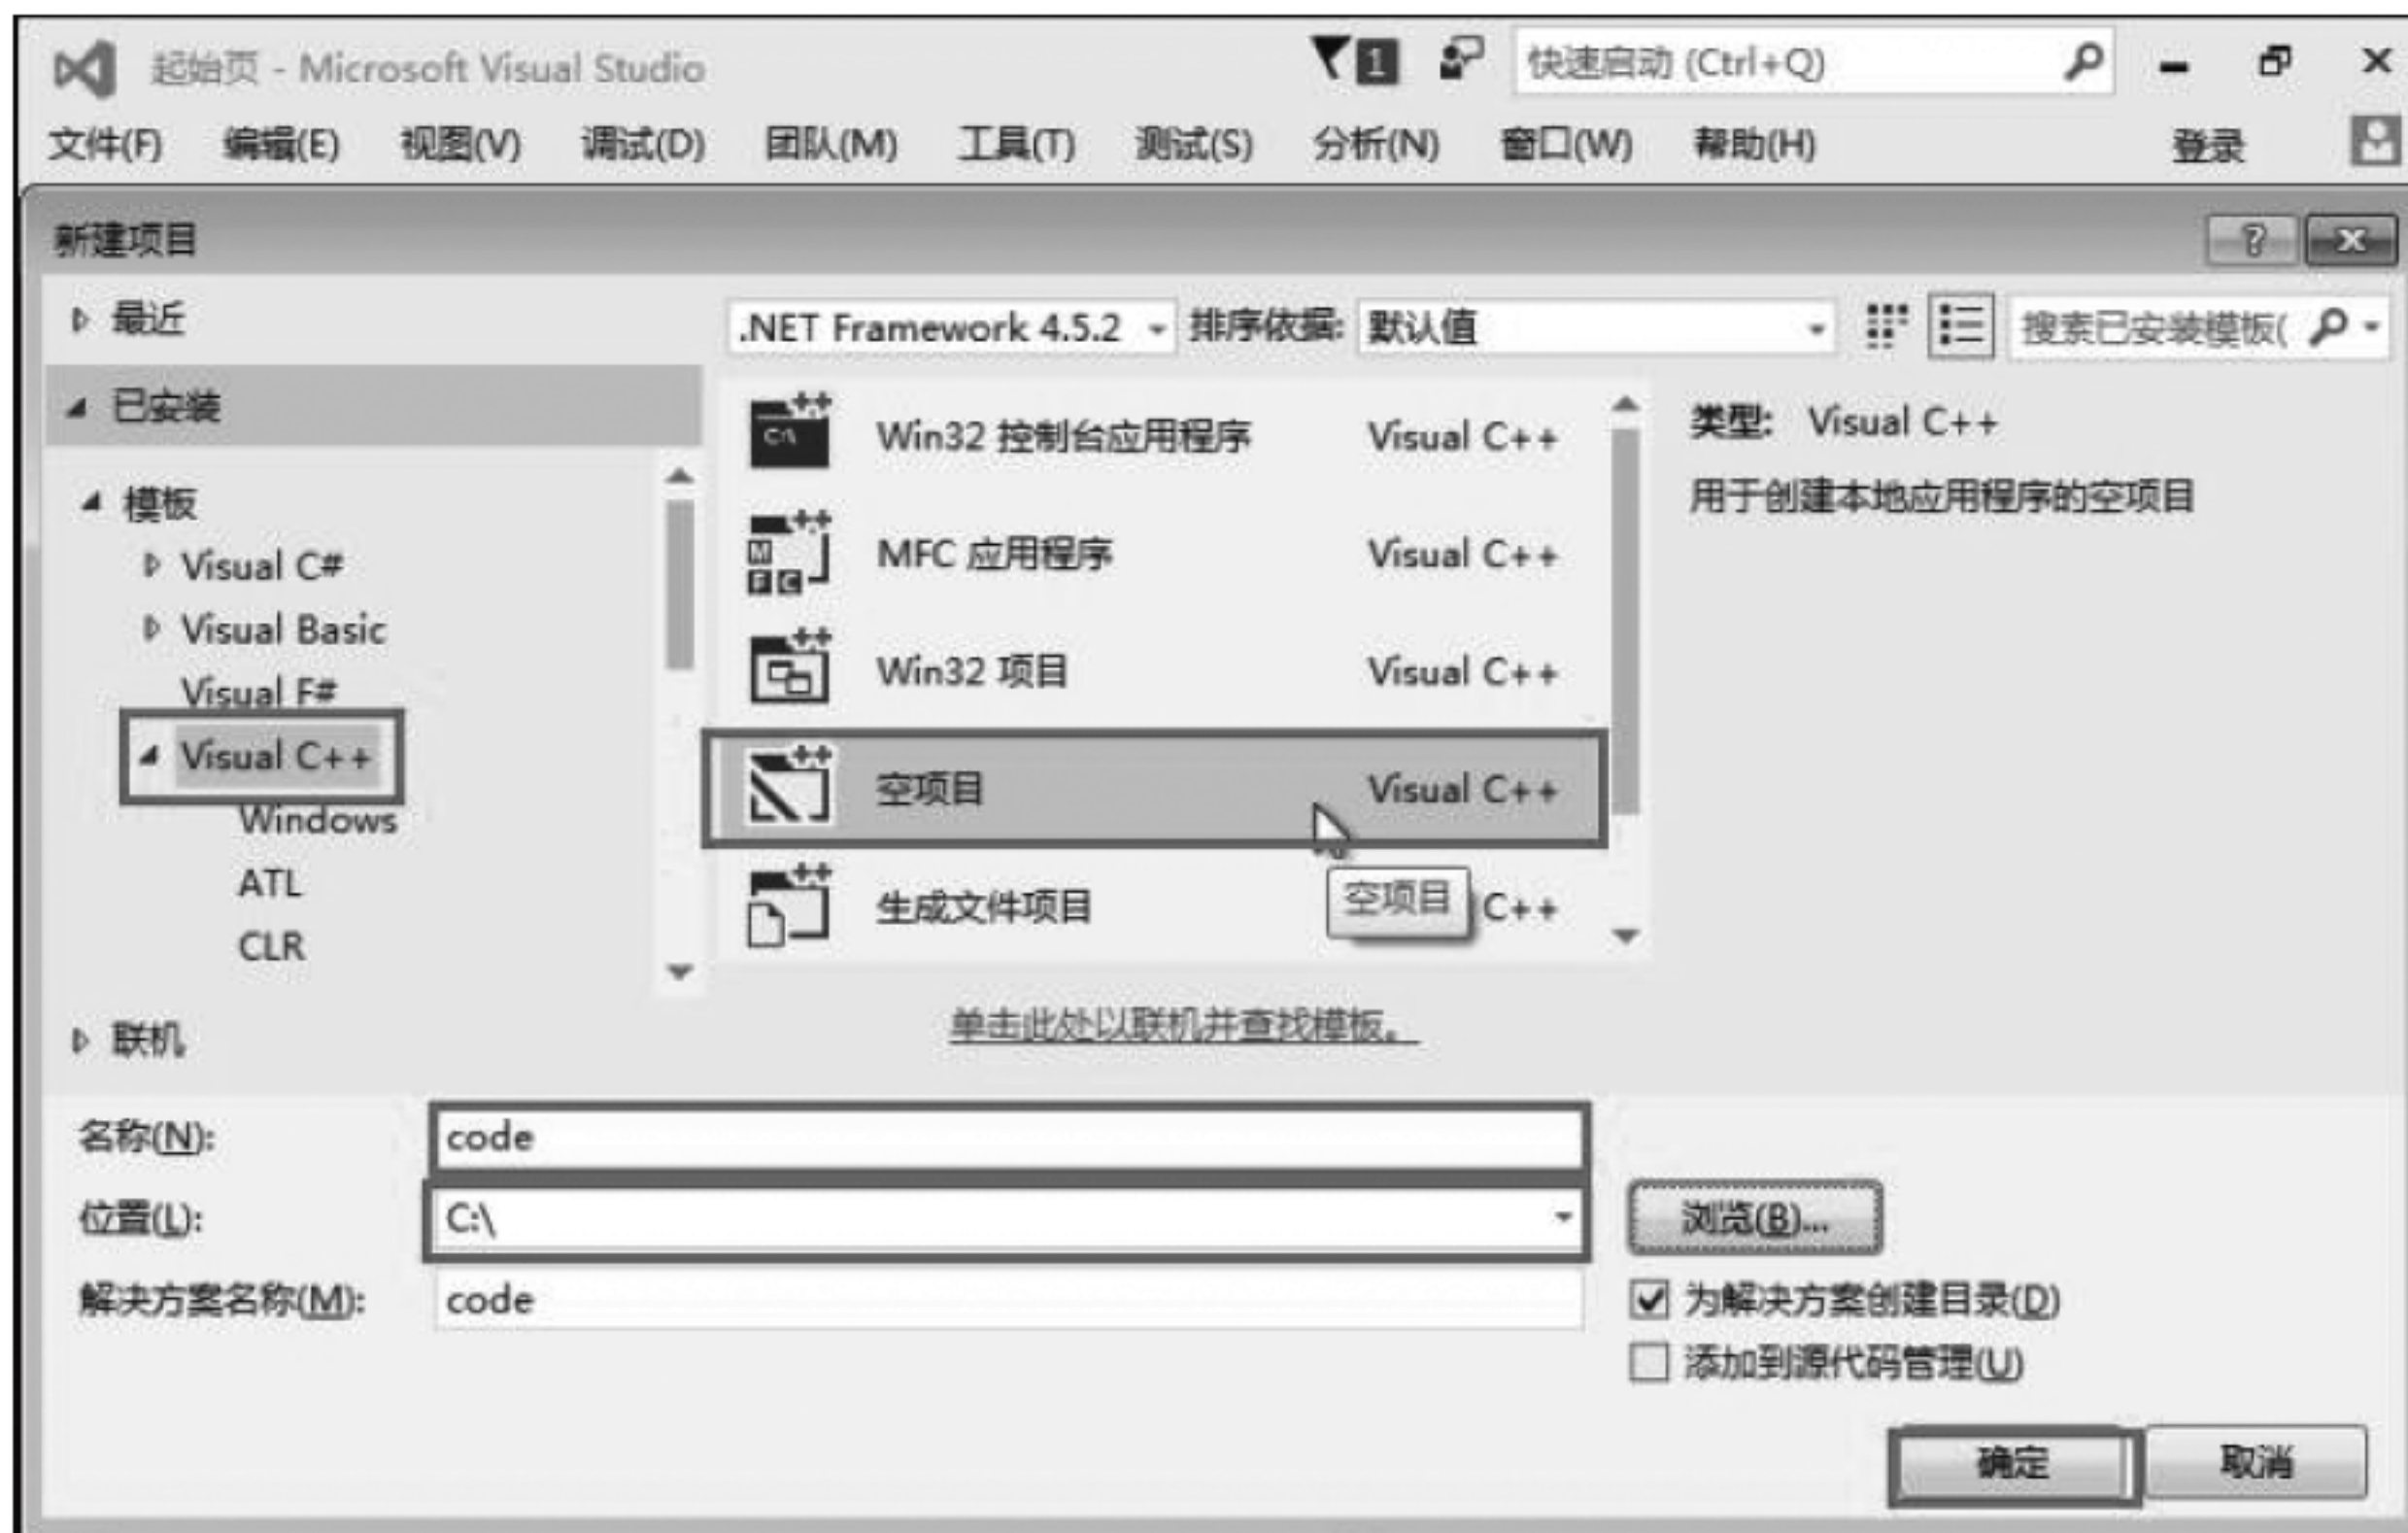 起始页 - Microsoft Visual Studio
1
快速启动 (Ctrl+Q)
文件(F) 编辑(E) 视图(V) 调试(D) 团队(M) 工具(T) 测试(S) 分析(N) 窗口(W) 帮助(H) 登录
新建项目
最近
.NET Framework 4.5.2 排序依据: 默认值 搜索已安装模板(
已安装
模板
Visual C#
Visual Basic
Visual F#
Visual C++
Windows
ATL
CLR
联机
Win32 控制台应用程序 Visual C++
MFC 应用程序 Visual C++
Win32 项目 Visual C++
空项目 Visual C++
生成文件项目 C++
空项目
单击此处以联机并查找模板。
类型: Visual C++
用于创建本地应用程序的空项目
名称(N): code
位置(L): C:\
浏览(B)...
解决方案名称(M): code
为解决方案创建目录(D)
添加到源代码管理(U)
确定 取消